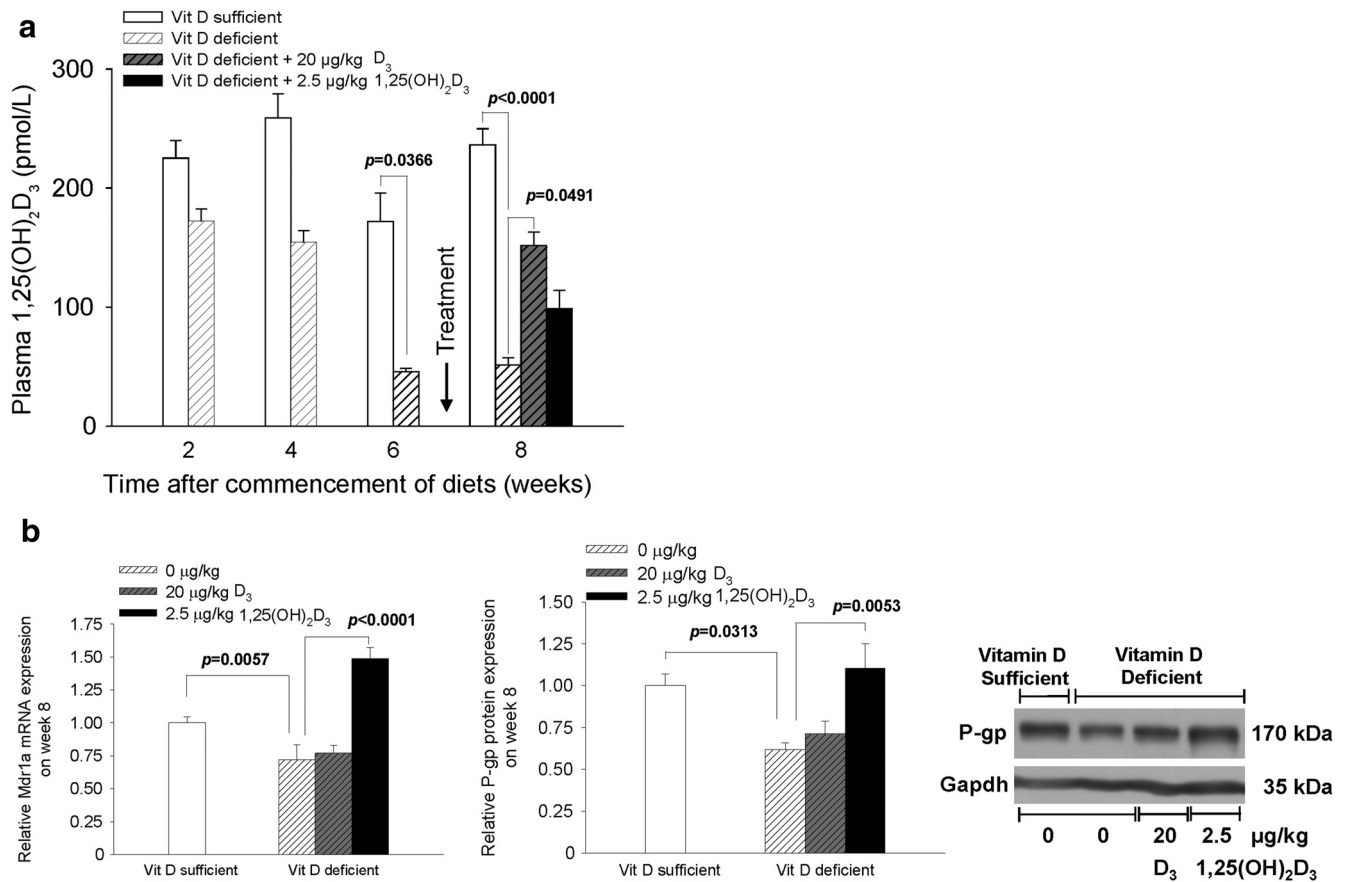 a
Vit D sufficient
Vit D deficient
Vit D deficient + 20 µg/kg D3
Vit D deficient + 2.5 µg/kg 1,25(OH)2D3
Plasma 1,25(OH)2D3 (pmol/L)
300
200
100
0
p<0.0001
p=0.0366
p=0.0491
Treatment
2 4 6 8
Time after commencement of diets (weeks)
b
0 µg/kg
20 µg/kg D3
2.5 µg/kg 1,25(OH)2D3
Relative Mdr1a mRNA expression
on week 8
1.75
1.50
1.25
1.00
0.75
0.50
0.25
0
p<0.0001
p=0.0057
Vit D sufficient Vit D deficient
0 µg/kg
20 µg/kg D3
2.5 µg/kg 1,25(OH)2D3
Relative P-gp protein expression
on week 8
1.50
1.25
1.00
0.75
0.50
0.25
0
p=0.0053
p=0.0313
Vit D sufficient Vit D deficient
Vitamin D
Sufficient
Vitamin D
Deficient
P-gp 170 kDa
Gapdh 35 kDa
0 0 20 2.5 µg/kg
D3 1,25(OH)2D3